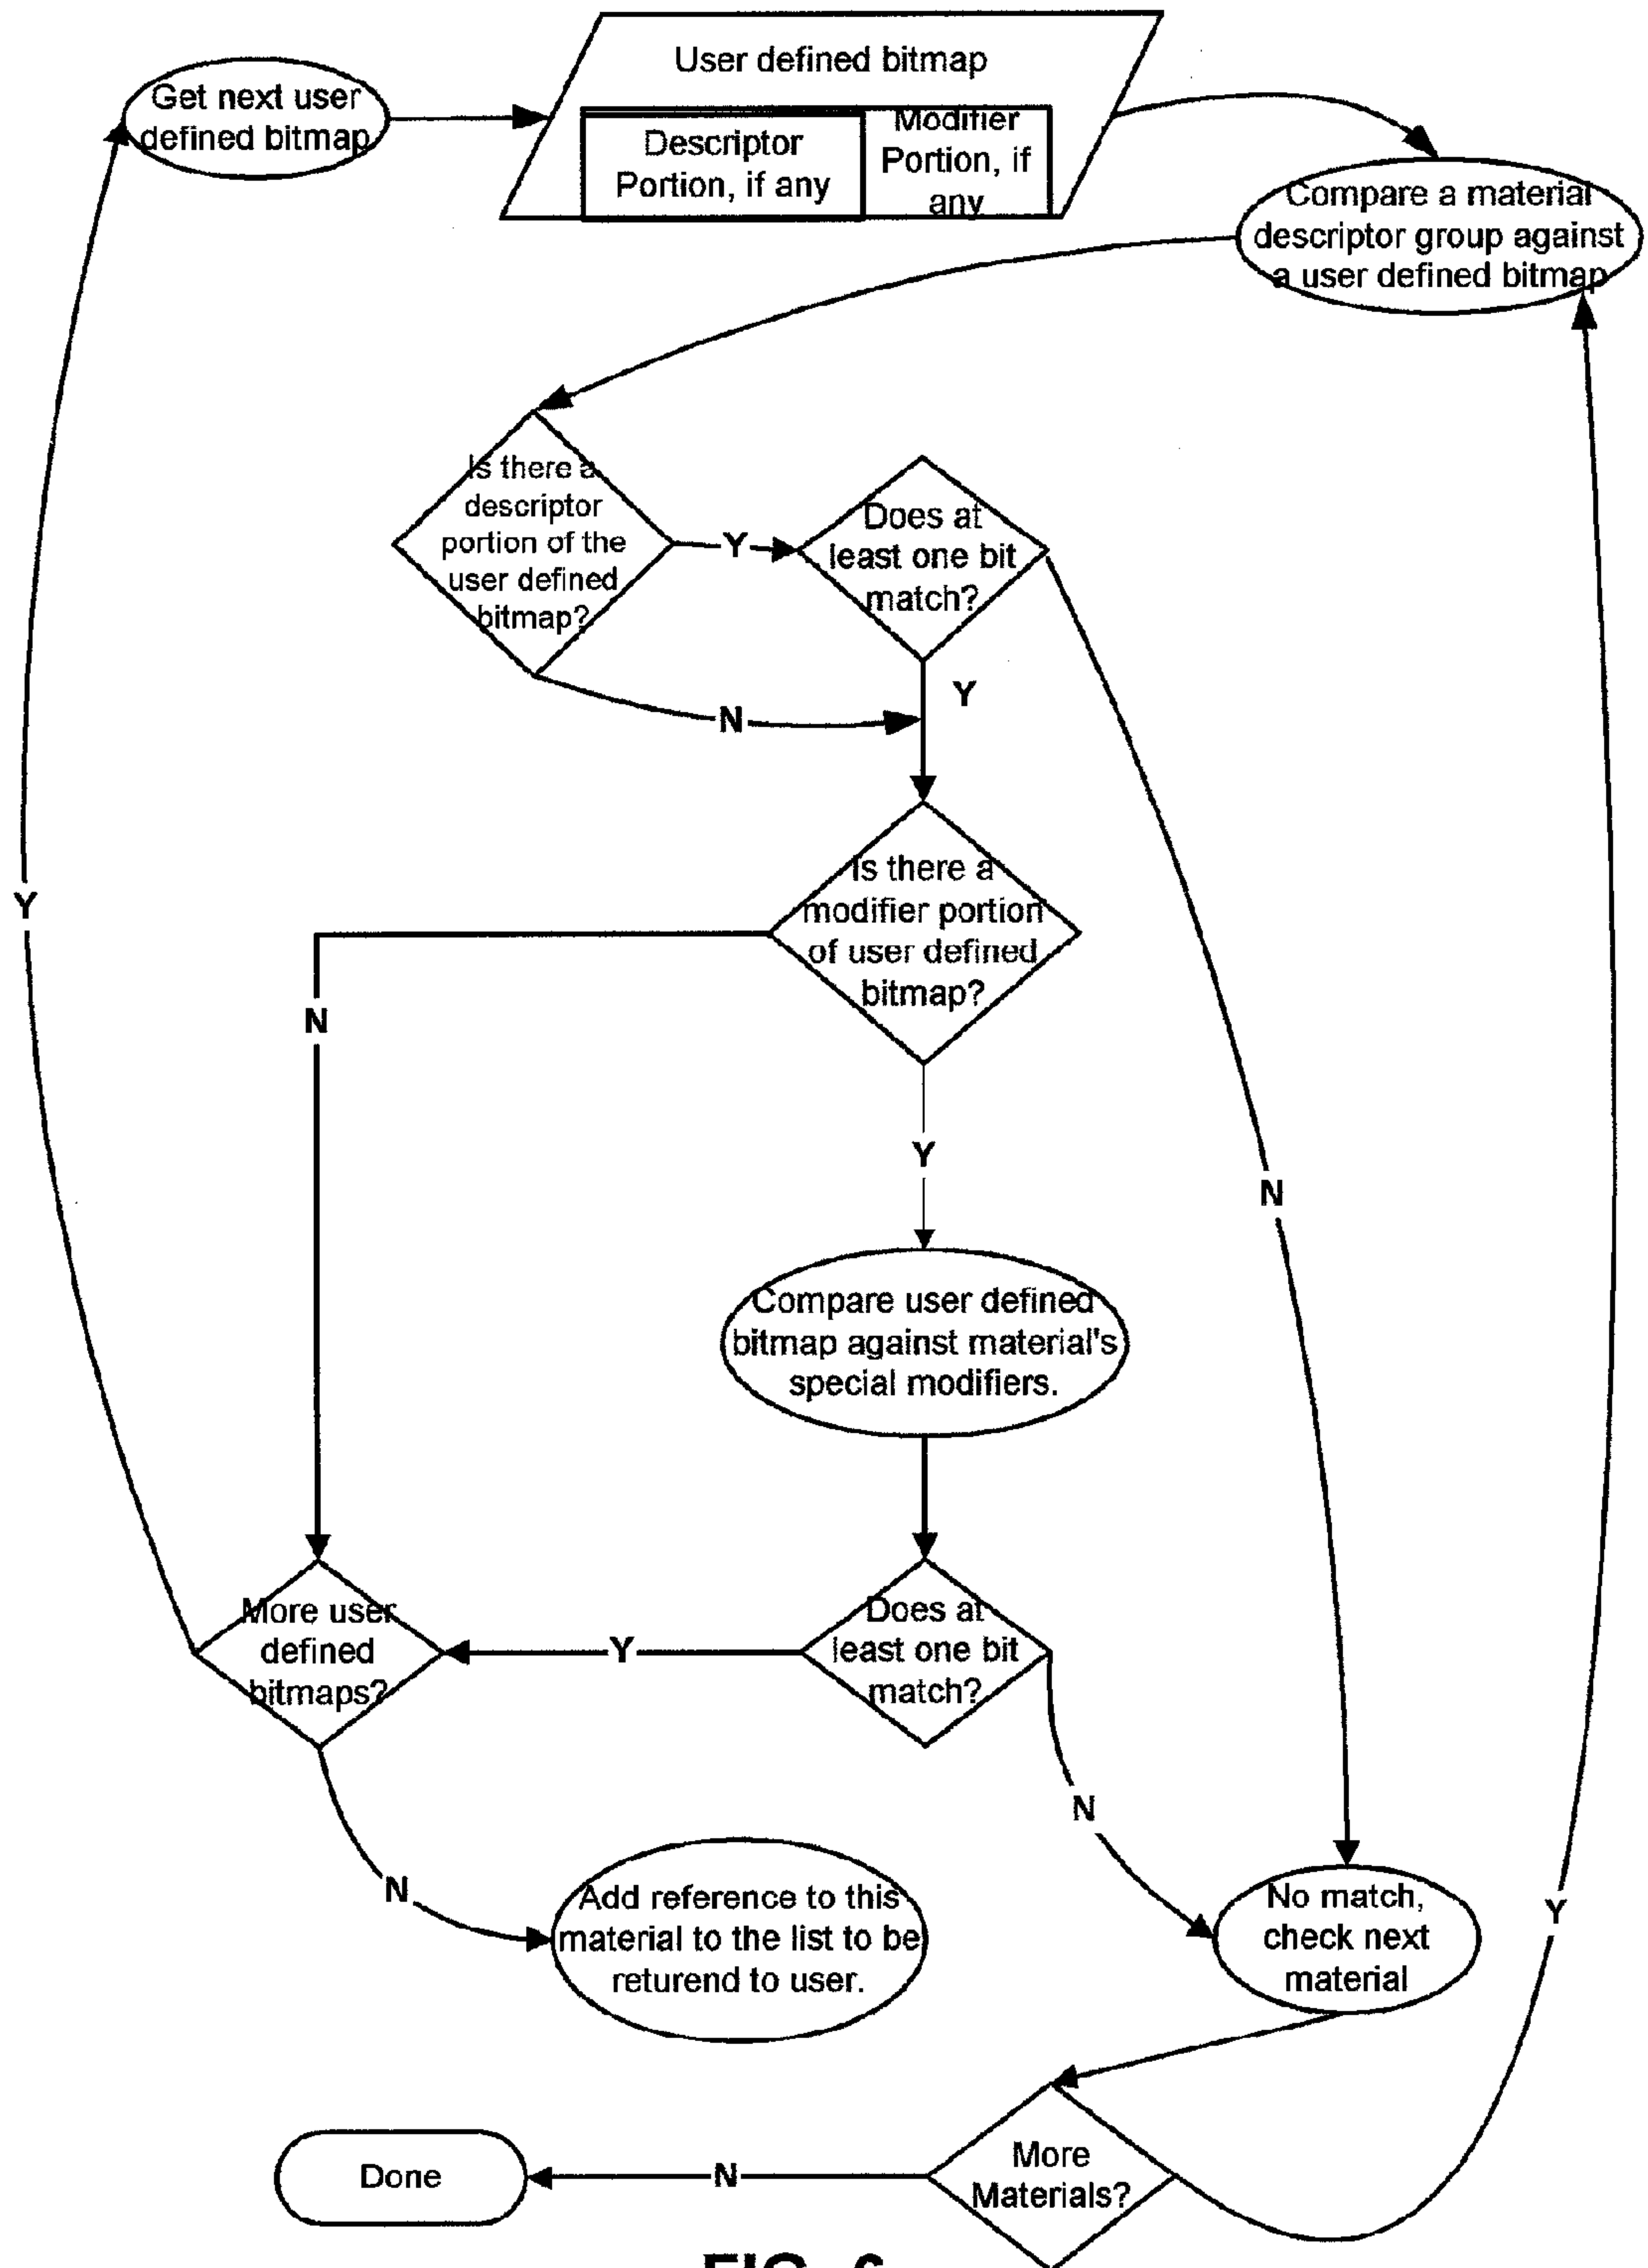 Get next user
defined bitmap
User defined bitmap
Descriptor
Portion, if any
Modifier
Portion, if
any
Compare a material
descriptor group against
a user defined bitmap
Is there a
descriptor
portion of the
user defined
bitmap?
Y
Does at
least one bit
match?
Y
N
Is there a
modifier portion
of user defined
bitmap?
Y
N
Y
N
Compare user defined
bitmap against material's
special modifiers.
More user
defined
bitmaps?
Y
Does at
least one bit
match?
N
N
Add reference to this
material to the list to be
returend to user.
No match,
check next
material
Y
More
Materials?
N
Done
FIG. 6